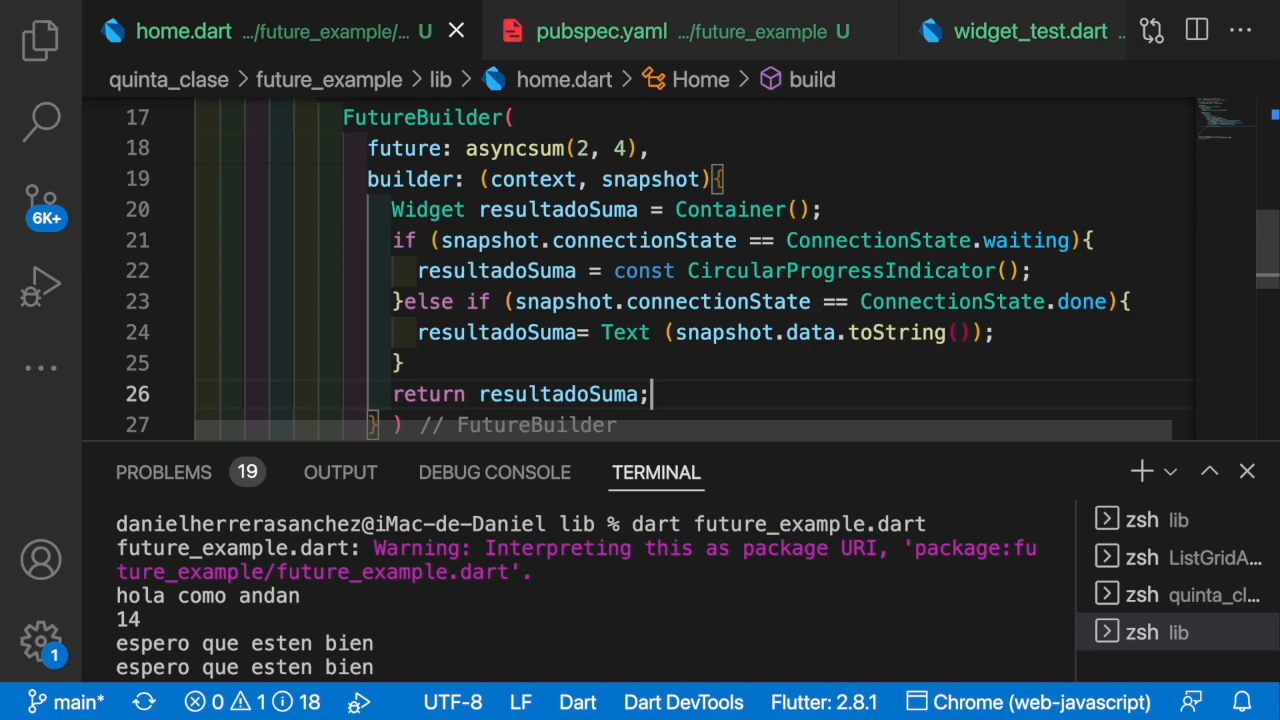 home.dart .../future_example/... U
pubspec.yaml .../future_example U
widget_test.dart
quinta_clase > future_example > lib > home.dart > Home > build
17 FutureBuilder(
18 future: asyncsum(2, 4),
19 builder: (context, snapshot){
20 Widget resultadoSuma = Container();
21 if (snapshot.connectionState == ConnectionState.waiting){
22 resultadoSuma = const CircularProgressIndicator();
23 }else if (snapshot.connectionState == ConnectionState.done){
24 resultadoSuma= Text (snapshot.data.toString());
25 }
26 return resultadoSuma;
27 } ) // FutureBuilder
6K+
1
PROBLEMS 19 OUTPUT DEBUG CONSOLE TERMINAL
danielherrerasanchez@iMac-de-Daniel lib % dart future_example.dart
future_example.dart: Warning: Interpreting this as package URI, 'package:fu
ture_example/future_example.dart'.
hola como andan
14
espero que esten bien
espero que esten bien
zsh lib
zsh ListGridA...
zsh quinta_cl...
zsh lib
main* 0 1 18 UTF-8 LF Dart Dart DevTools Flutter: 2.8.1 Chrome (web-javascript)